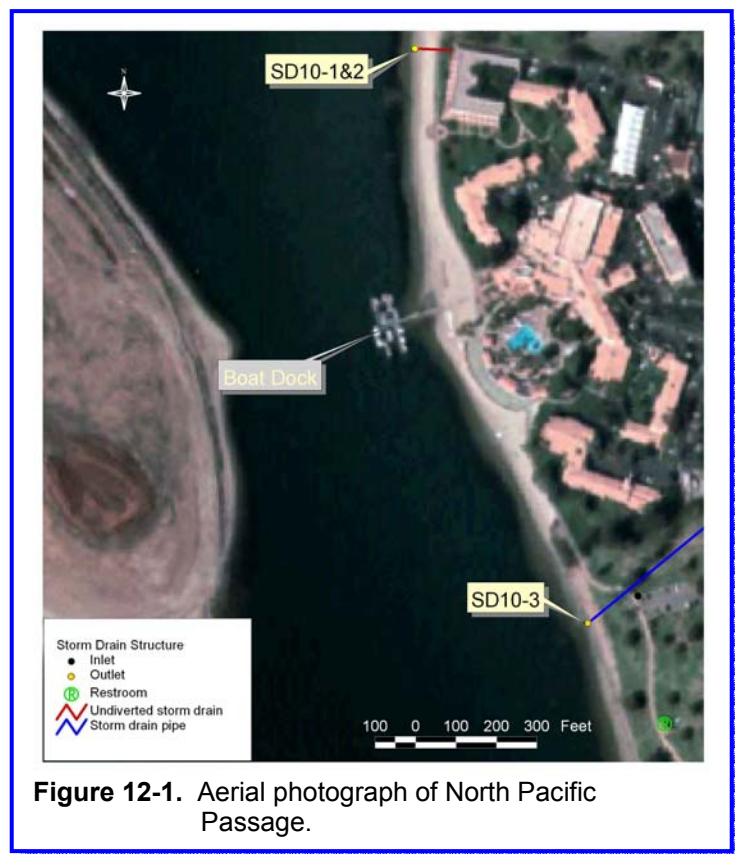 N
SD10-1&2
Boat Dock
SD10-3
Storm Drain Structure
Inlet
Outlet
R Restroom
Undiverted storm drain
Storm drain pipe
100 0 100 200 300 Feet
R
Figure 12-1. Aerial photograph of North Pacific
Passage.